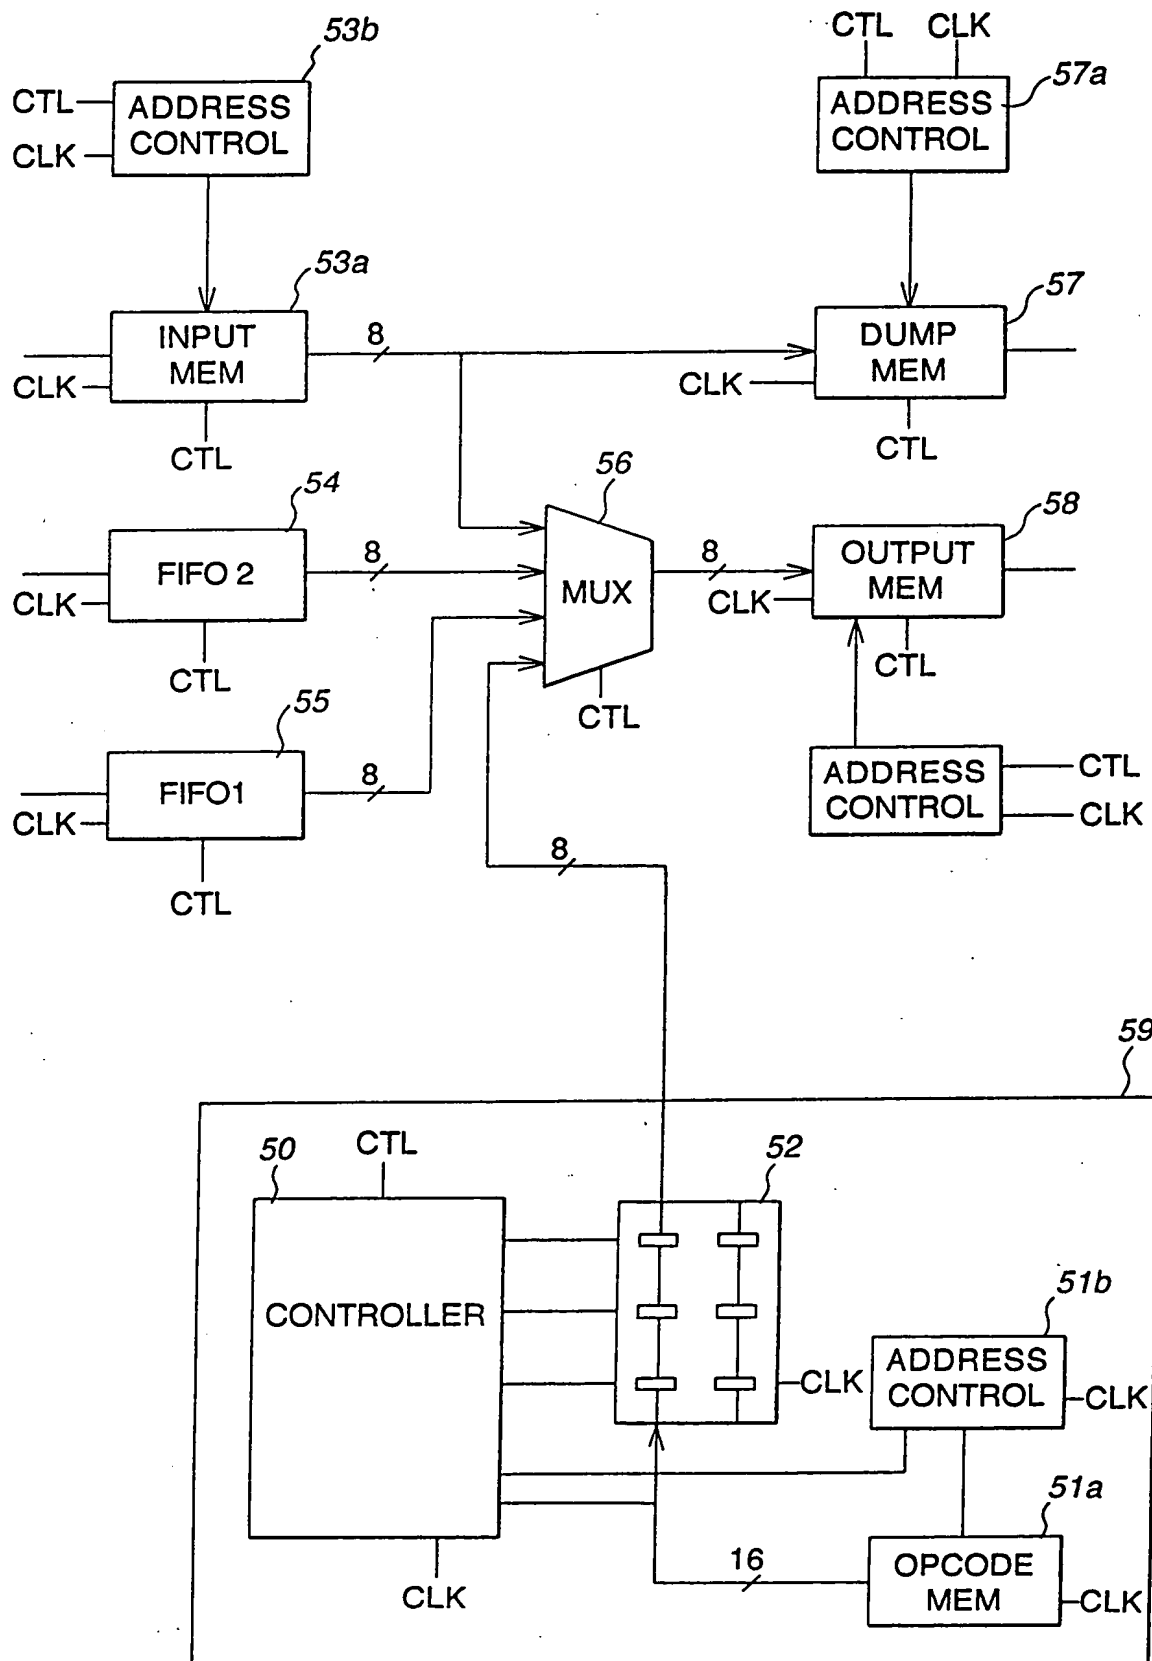 53b
CTL
CLK
ADDRESS
CONTROL
CTL
CLK
57a
ADDRESS
CONTROL
53a
INPUT
MEM
CLK
CTL
8
57
DUMP
MEM
CLK
CTL
54
FIFO 2
CLK
CTL
8
56
MUX
CTL
8
58
OUTPUT
MEM
CLK
CTL
55
FIFO1
CLK
CTL
8
ADDRESS
CONTROL
CTL
CLK
8
59
50
CTL
CONTROLLER
CLK
52
CLK
51b
ADDRESS
CONTROL
CLK
51a
16
OPCODE
MEM
CLK